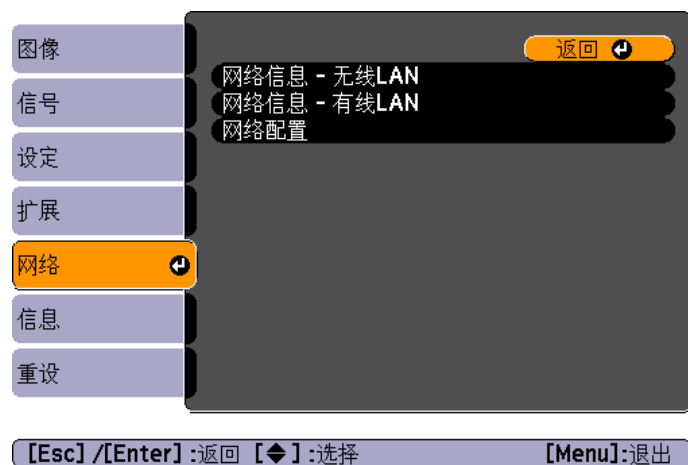 图像
信号
设定
扩展
网络
信息
重设
返回
网络信息 - 无线LAN
网络信息 - 有线LAN
网络配置
[Esc] /[Enter] :返回 [◆] :选择 [Menu]:退出